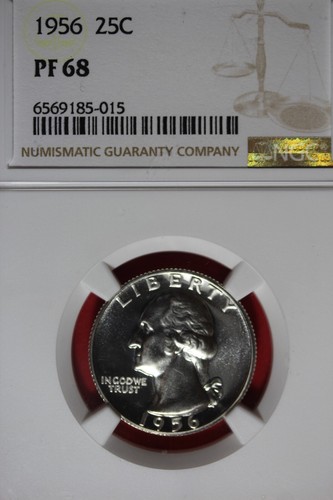 1956 25C
PF 68
6569185-015
NUMISMATIC GUARANTY COMPANY
NGC
LIBERTY
IN GOD WE
TRUST
1956